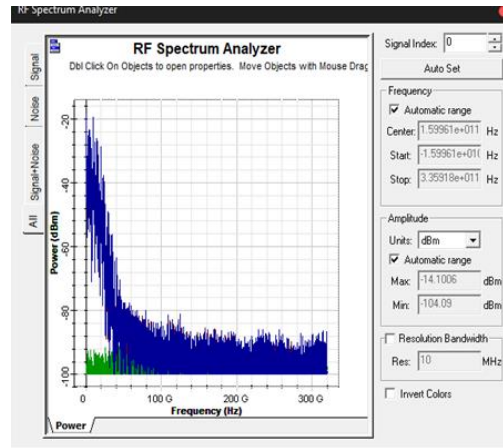 RF Spectrum Analyzer
RF Spectrum Analyzer
Dbl Click On Objects to open properties. Move Objects with Mouse Drag
Signal
Noise
Signal+Noise
All
Power (dBm)
-20
-40
-60
-80
-100
0
100 G
200 G
300 G
Frequency (Hz)
Power
Signal Index: 0
Auto Set
Frequency
Automatic range
Center: 1.59961e+011 Hz
Start: -1.59961e+010 Hz
Stop: 3.35918e+011 Hz
Amplitude
Units: dBm
Automatic range
Max: -14.1006 dBm
Min: -104.09 dBm
Resolution Bandwidth
Res: 10 MHz
Invert Colors